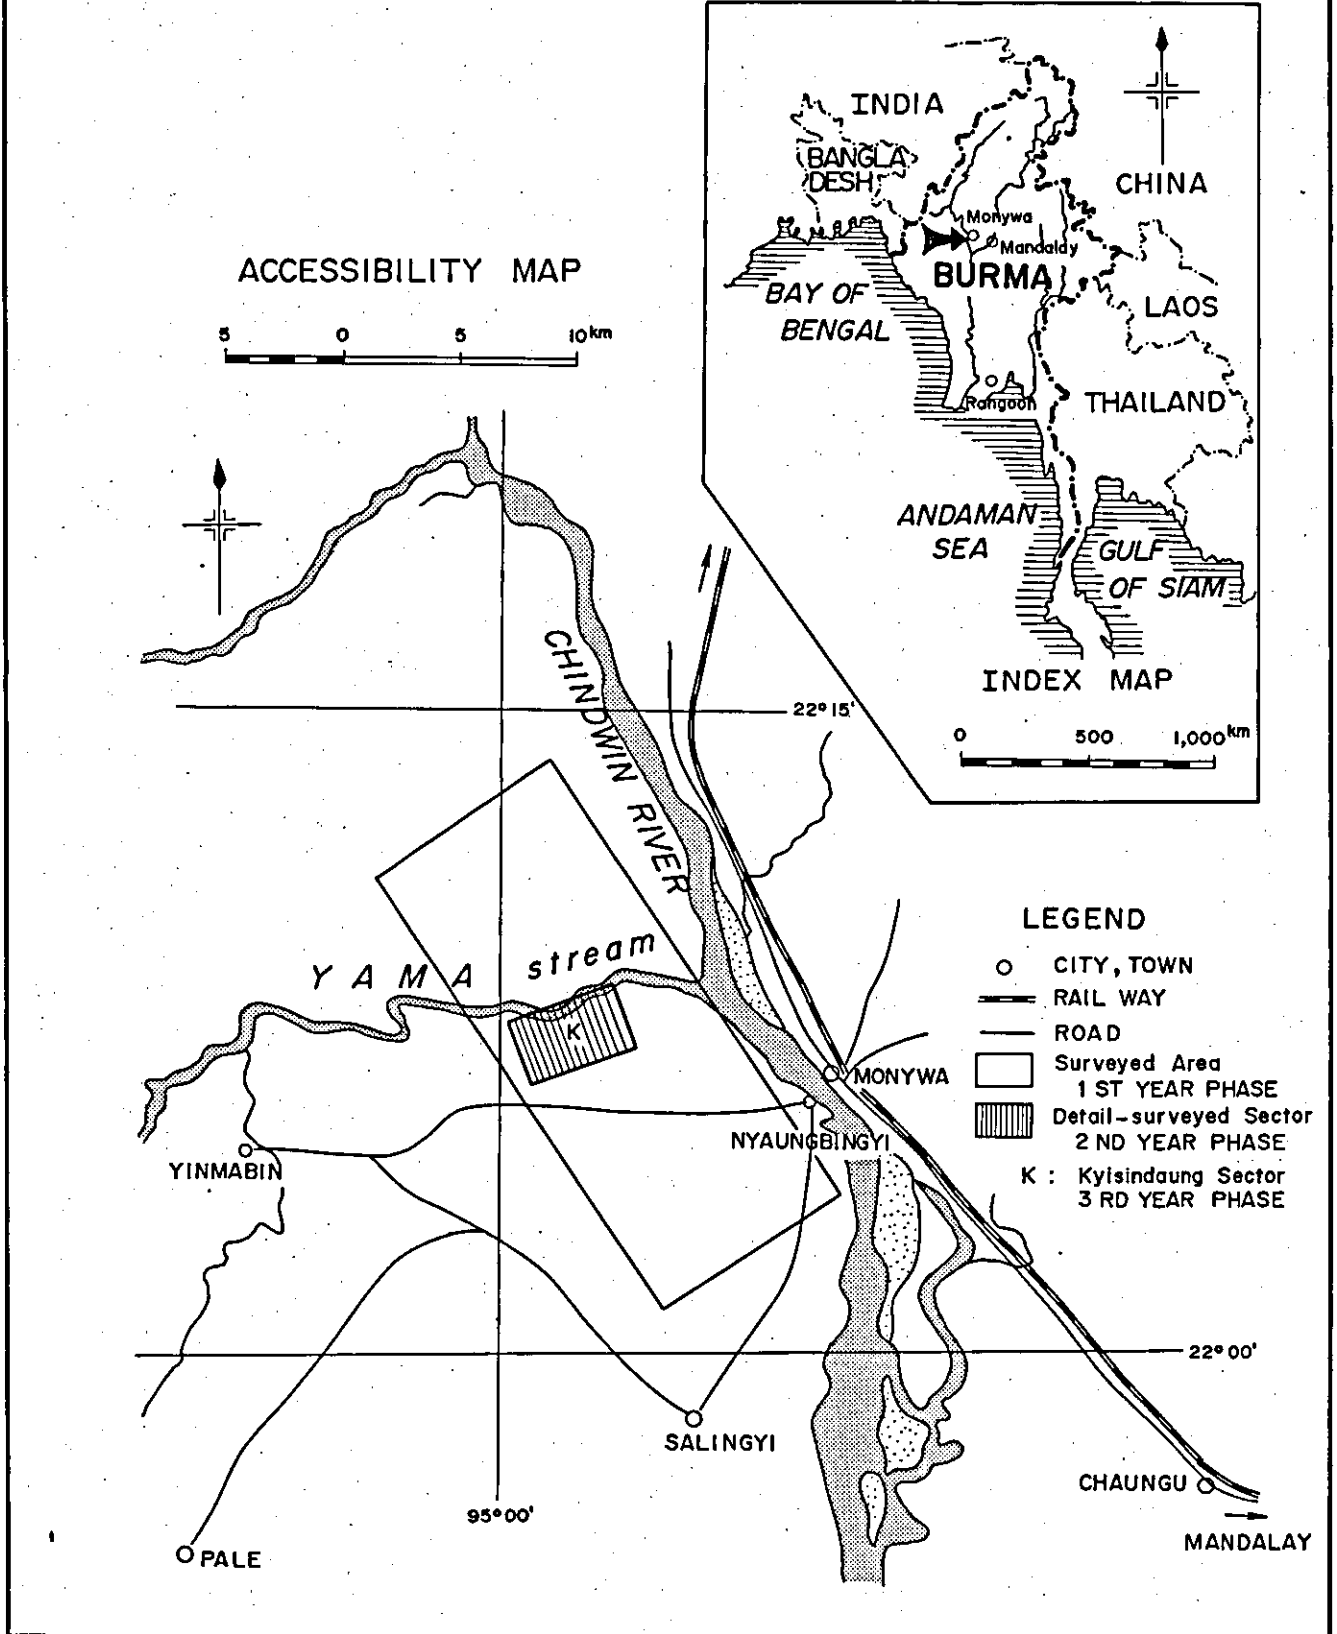 INDIA
BANGLA
DESH
CHINA
Monywa
Mandalay
BURMA
BAY OF
BENGAL
LAOS
Rangoon
THAILAND
ANDAMAN
SEA
GULF
OF SIAM
INDEX MAP
0 500 1,000km
ACCESSIBILITY MAP
5 0 5 10km
CHINDWIN RIVER
22°15'
YAMA stream
K
MONYWA
NYAUNGBINGYI
YINMABIN
22°00'
SALINGYI
CHAUNGU
95°00'
MANDALAY
PALE
LEGEND
CITY, TOWN
RAIL WAY
ROAD
Surveyed Area
1 ST YEAR PHASE
Detail-surveyed Sector
2 ND YEAR PHASE
K : Kyisindaung Sector
3 RD YEAR PHASE